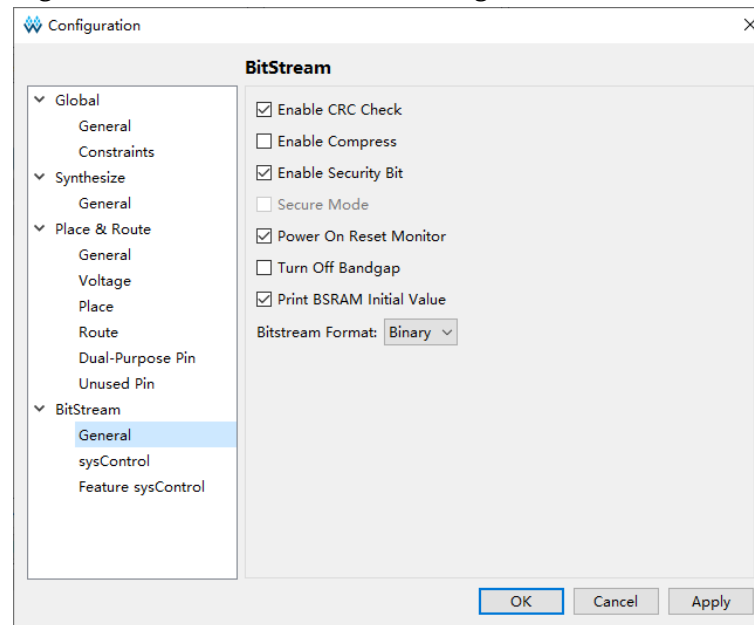 Configuration
BitStream
Global
General
Constraints
Synthesize
General
Place & Route
General
Voltage
Place
Route
Dual-Purpose Pin
Unused Pin
BitStream
General
sysControl
Feature sysControl
Enable CRC Check
Enable Compress
Enable Security Bit
Secure Mode
Power On Reset Monitor
Turn Off Bandgap
Print BSRAM Initial Value
Bitstream Format: Binary
OK Cancel Apply